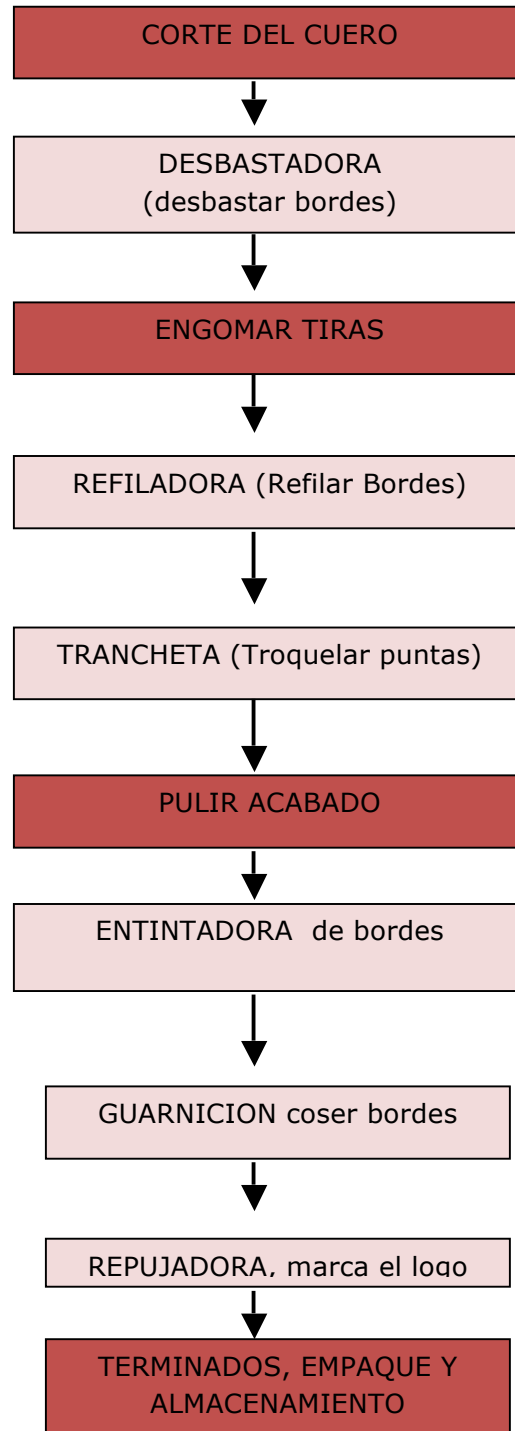 CORTE DEL CUERO
DESBASTADORA
(desbastar bordes)
ENGOMAR TIRAS
REFILADORA (Refilar Bordes)
TRANCHETA (Troquelar puntas)
PULIR ACABADO
ENTINTADORA de bordes
GUARNICION coser bordes
REPUJADORA, marca el logo
TERMINADOS, EMPAQUE Y
ALMACENAMIENTO